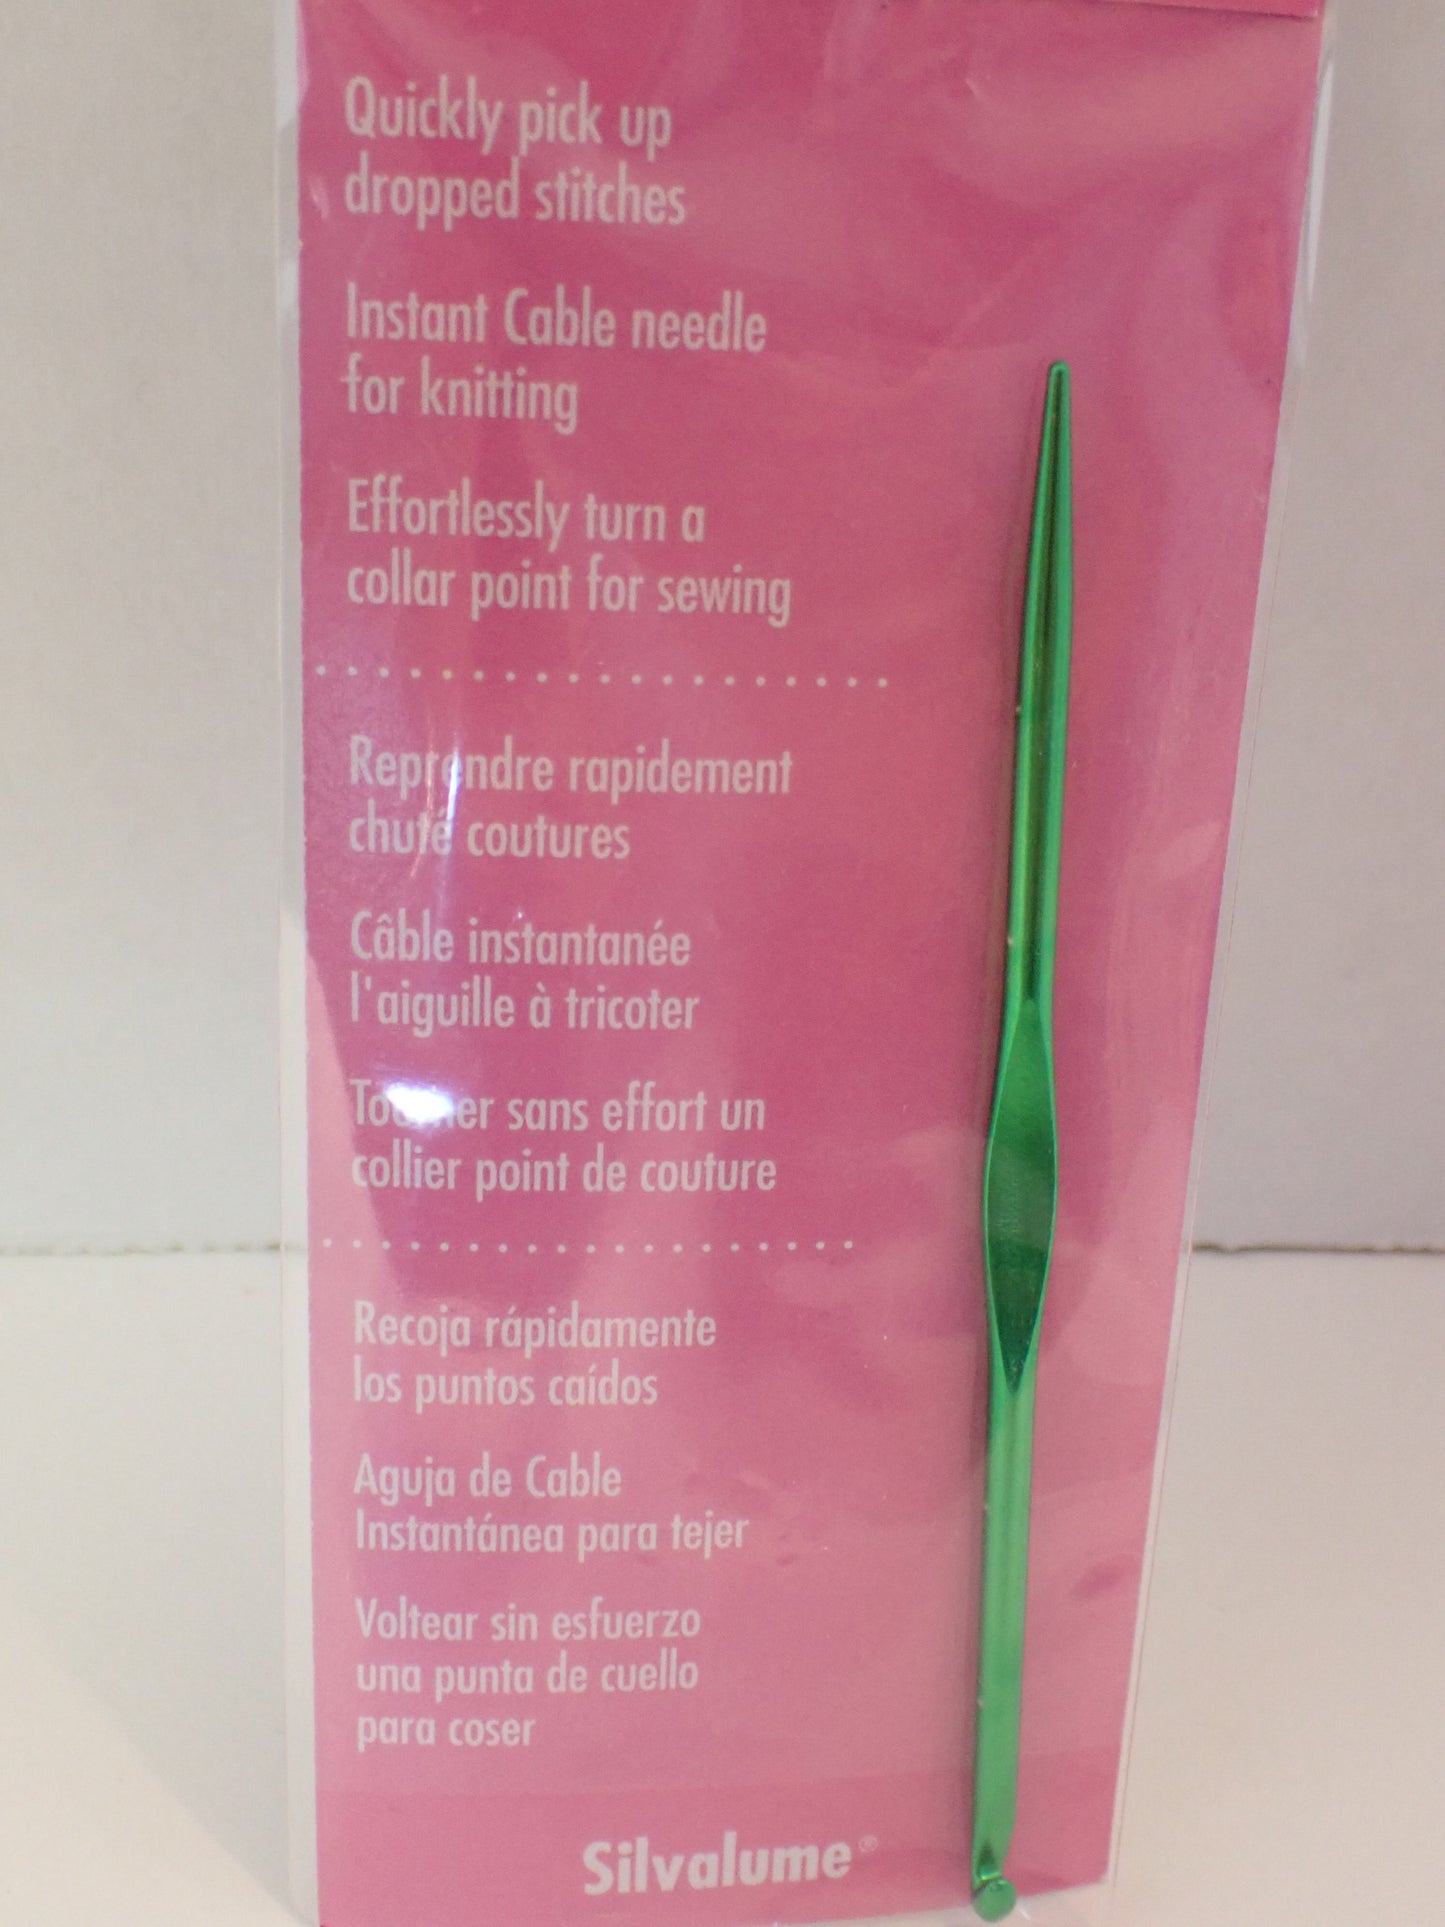 Quickly pick up
dropped stitches
Instant Cable needle
for knitting
Effortlessly turn a
collar point for sewing
Reprendre rapidement
chuté coutures
Câble instantanée
l'aiguille à tricoter
sans effort un
collier point de couture
Recoja rápidamente
los puntos caídos
Aguja de Cable
Instantánea para tejer
Voltear sin esfuerzo
una punta de cuello
para coser
Silvalume®